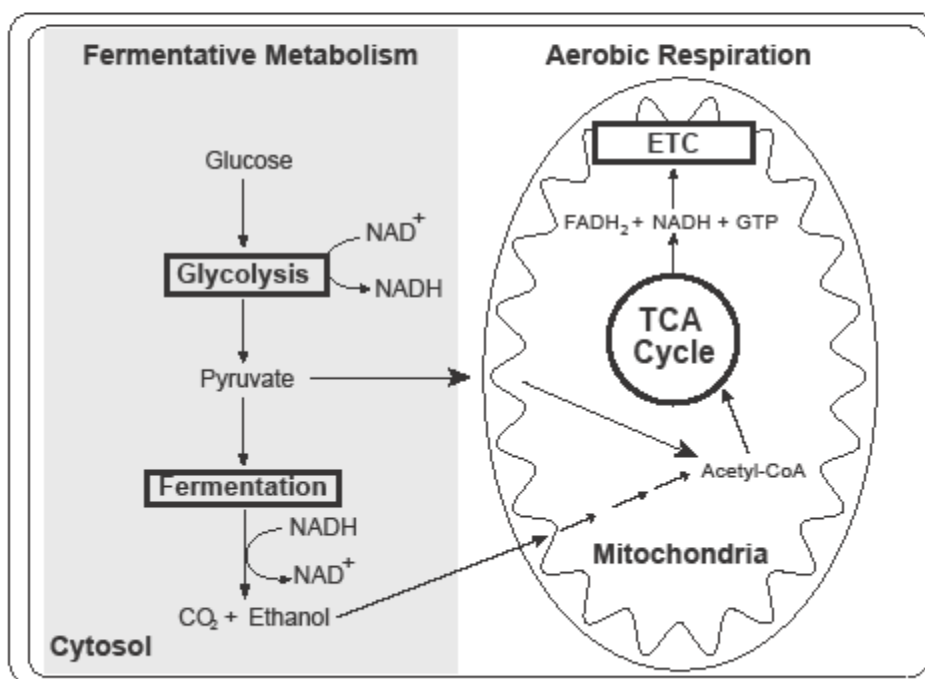 Fermentative Metabolism
Glucose
NAD+
Glycolysis
NADH
Pyruvate
Fermentation
NADH
NAD+
CO2 + Ethanol
Cytosol
Aerobic Respiration
ETC
FADH2 + NADH + GTP
TCA
Cycle
Acetyl-CoA
Mitochondria